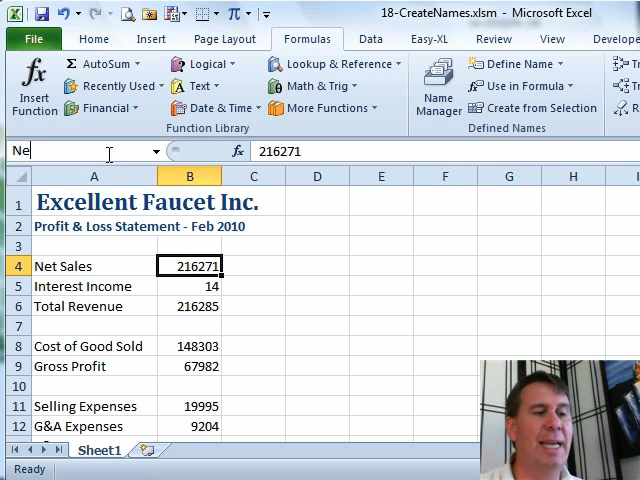 18-CreateNames.xlsm - Microsoft Excel
File Home Insert Page Layout Formulas Data Easy-XL Review View Develope
fx Insert Function
Σ AutoSum Logical Lookup & Reference
Recently Used Text Math & Trig
Financial Date & Time More Functions
Function Library
Name Manager
Define Name
Use in Formula
Create from Selection
Defined Names
Tr
Tr
Re
Ne fx 216271
A B C D E F G H
1 Excellent Faucet Inc.
2 Profit & Loss Statement - Feb 2010
3
4 Net Sales 216271
5 Interest Income 14
6 Total Revenue 216285
7
8 Cost of Good Sold 148303
9 Gross Profit 67982
10
11 Selling Expenses 19995
12 G&A Expenses 9204
Sheet1
Ready